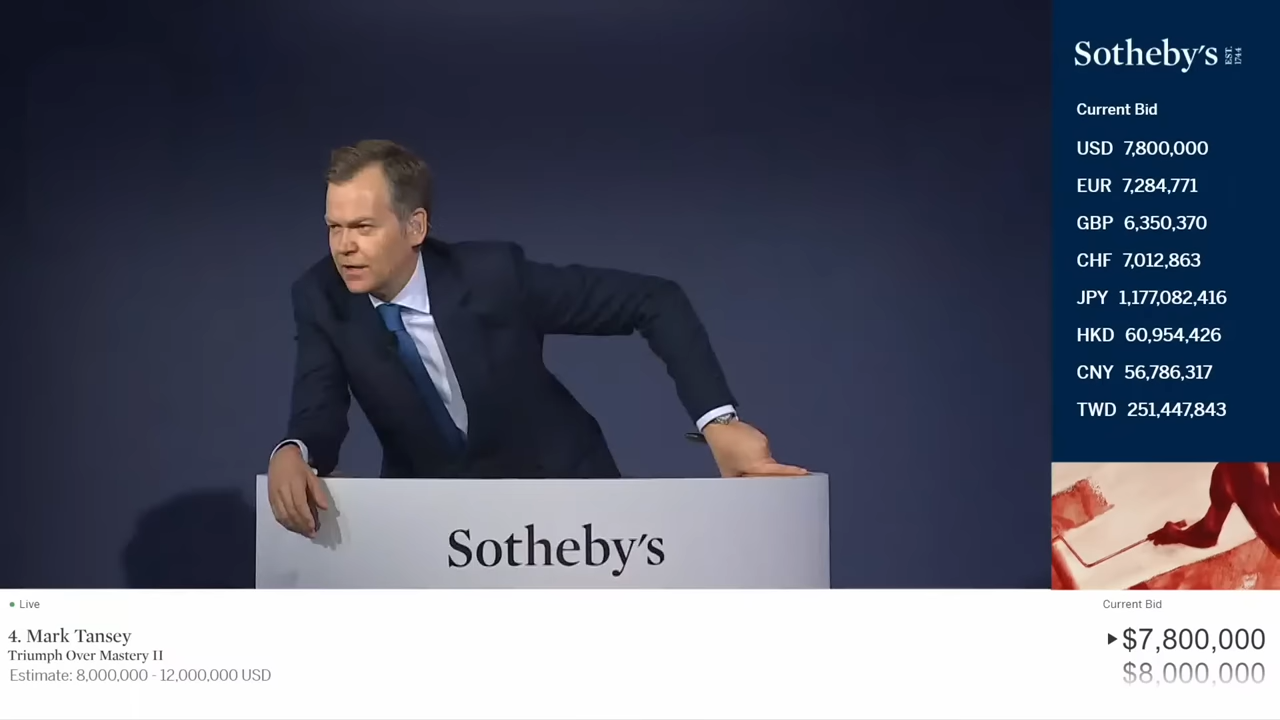 Sotheby's EST. 1744
Current Bid
USD 7,800,000
EUR 7,284,771
GBP 6,350,370
CHF 7,012,863
JPY 1,177,082,416
HKD 60,954,426
CNY 56,786,317
TWD 251,447,843
Sotheby's
Live
4. Mark Tansey
Triumph Over Mastery II
Estimate: 8,000,000 - 12,000,000 USD
Current Bid
$7,800,000
$8,000,000